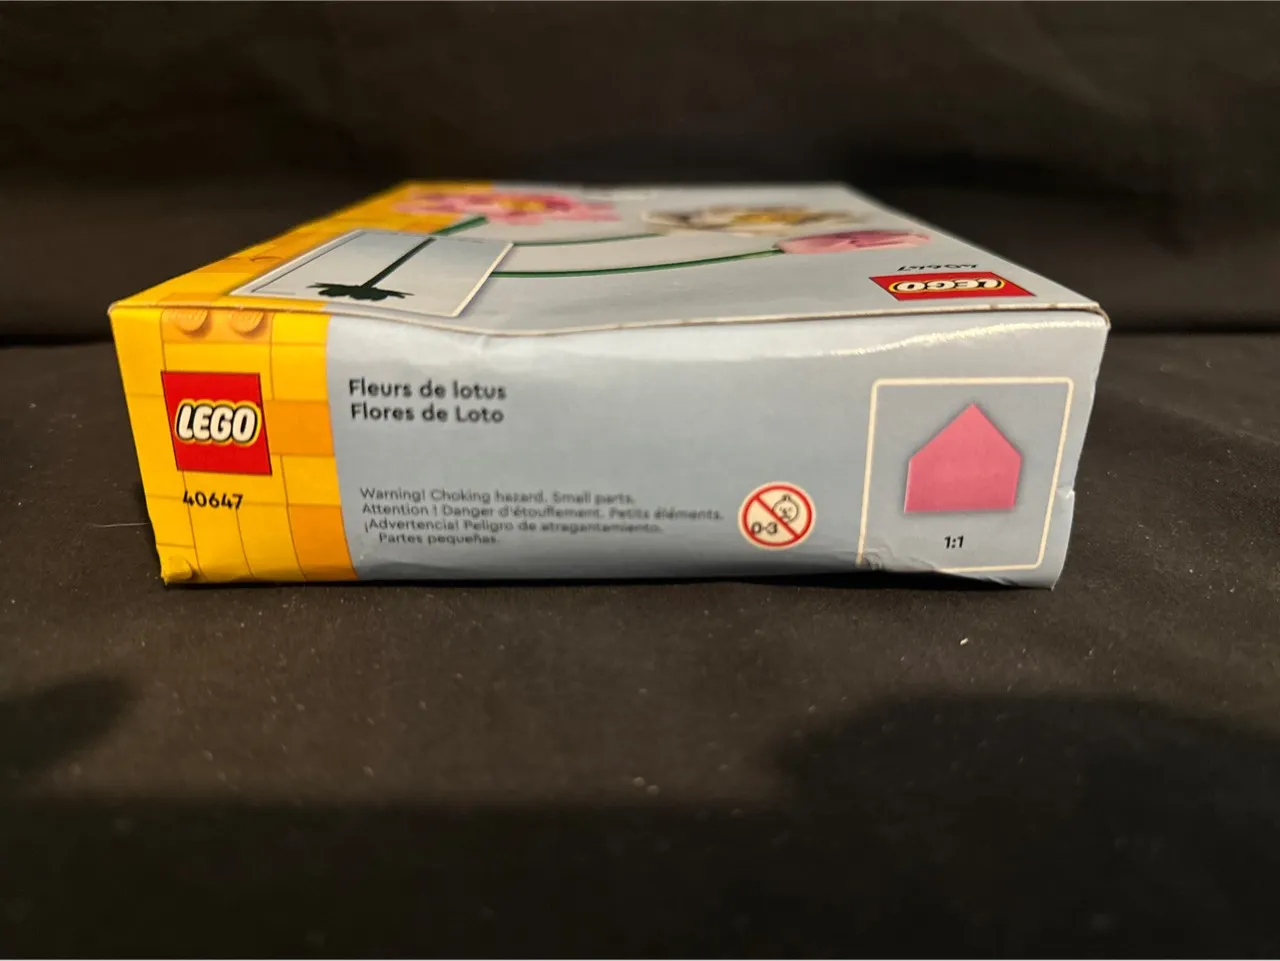 40647
LEGO
LEGO
40647
Fleurs de lotus
Flores de Loto
Warning! Choking hazard. Small parts.
Attention ! Danger d'étouffement. Petits éléments.
¡Advertencia! Peligro de atragantamiento.
Partes pequeñas.
0-3
1:1